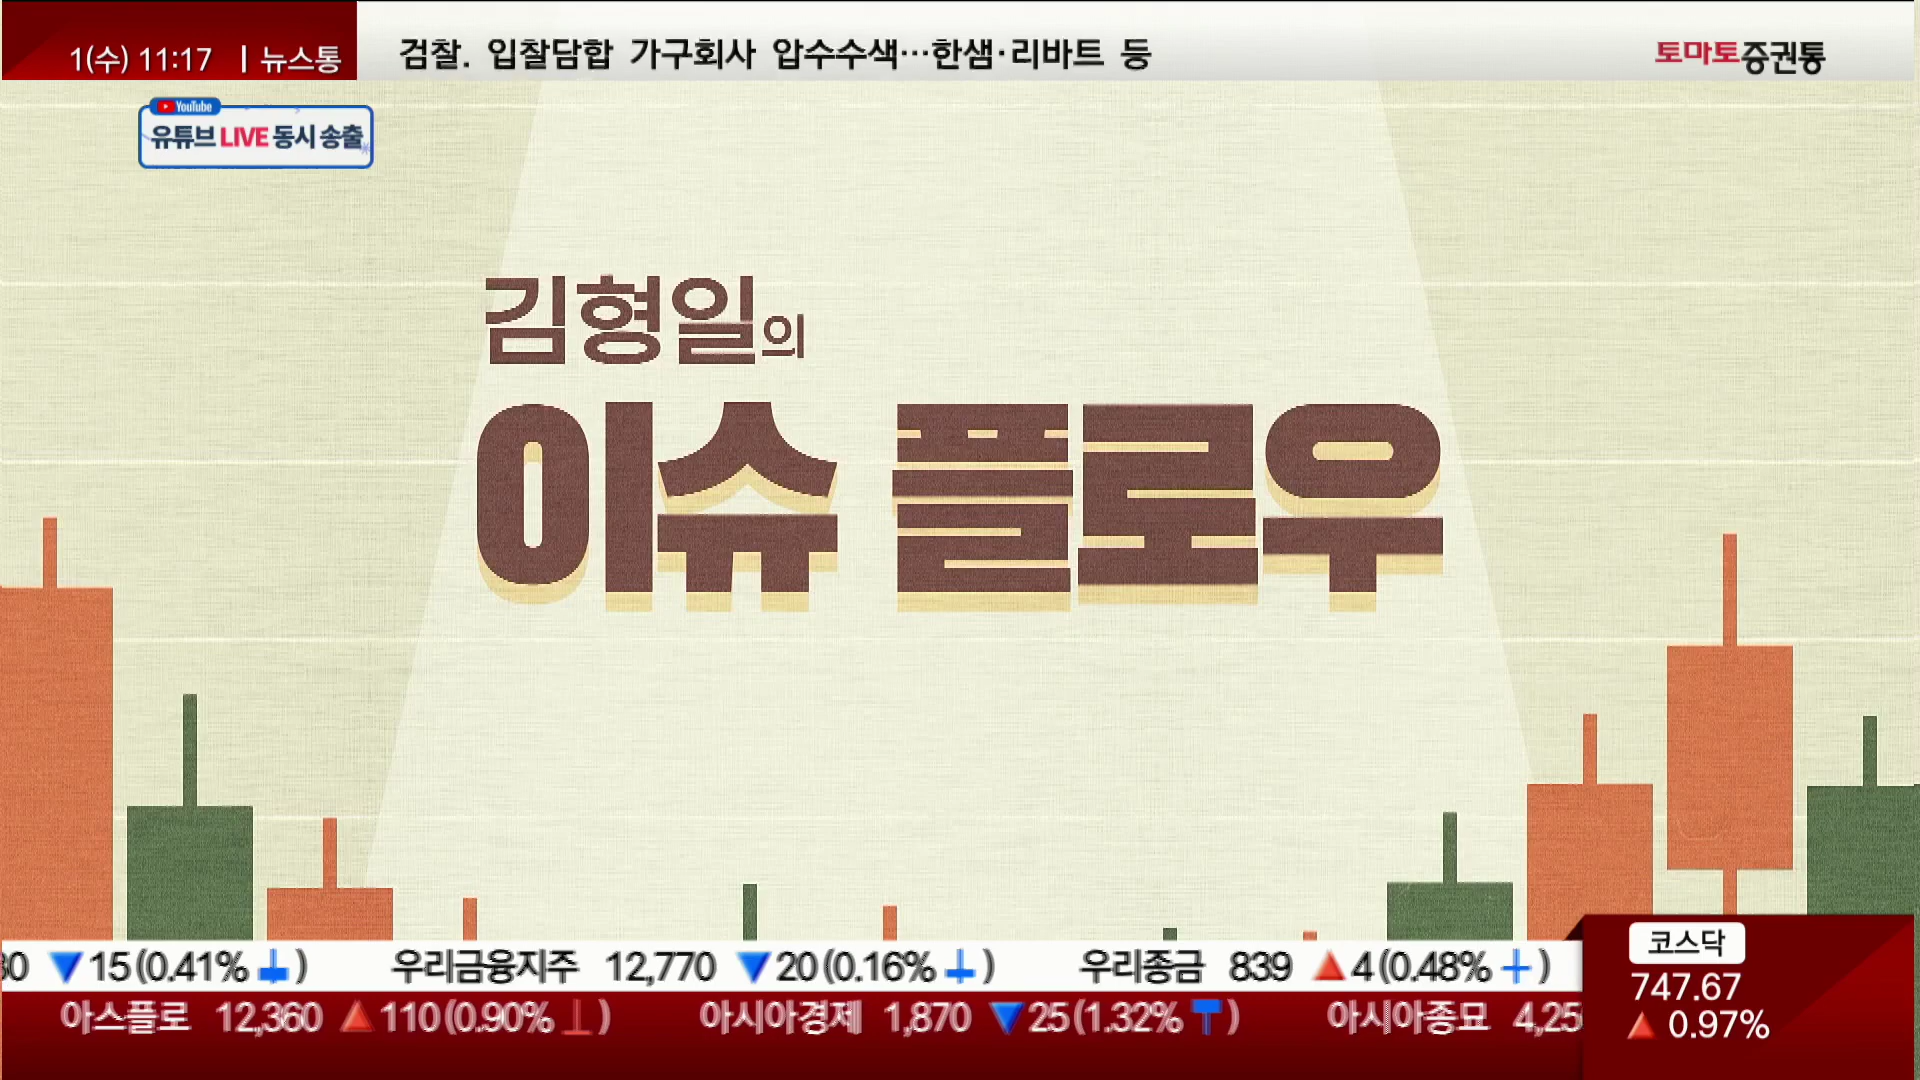 1(수) 11:17 | 뉴스통
검찰. 입찰담합 가구회사 압수수색…한샘·리바트 등
토마토증권통
YouTube
유튜브 LIVE 동시 송출
김형일의
이슈 플로우
▼15(0.41% ) 우리금융지주 12,770 ▼20(0.16% ) 우리종금 839 ▲4(0.48% )
아스플로 12,360 ▲110(0.90% ) 아시아경제 1,870 ▼25(1.32% ) 아시아종묘
코스닥
747.67
▲ 0.97%